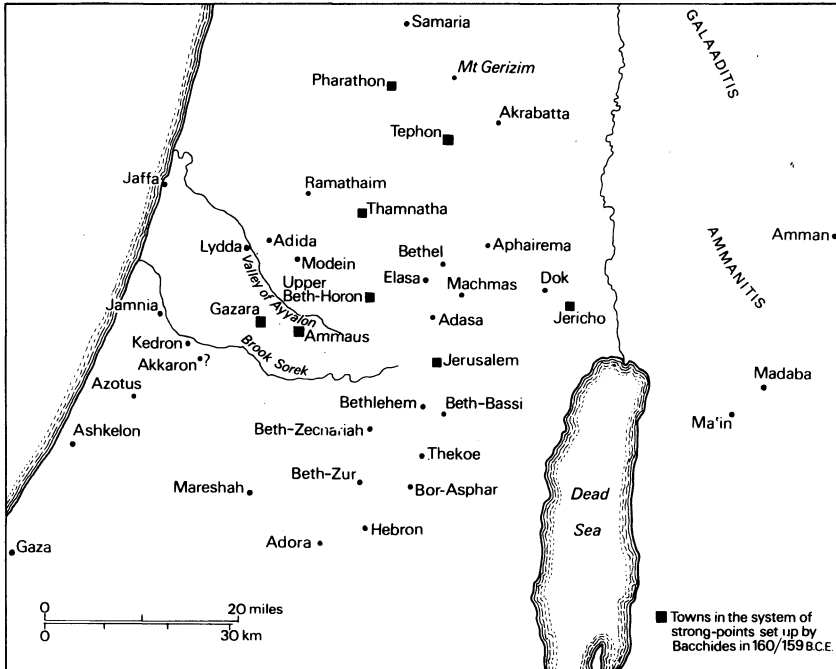 Samaria
GALAADITIS
Mt Gerizim
Pharathon
Akrabatta
Tephon
Jaffa
Ramathaim
Thamnatha
Amman
AMMANITIS
Lydda
Adida
Aphairema
Bethel
Modein
Valley of Ayyalon
Elasa
Machmas
Dok
Upper
Beth-Horon
Jamnia
Gazara
Adasa
Jericho
Ammaus
Kedron
Akkaron ?
Brook Sorek
Jerusalem
Madaba
Azotus
Bethlehem
Beth-Bassi
Ma'in
Ashkelon
Beth-Zechariah
Thekoe
Beth-Zur
Mareshah
Bor-Asphar
Dead
Sea
Gaza
Adora
Hebron
0 20 miles
0 30 km
Towns in the system of
strong-points set up by
Bacchides in 160/159 B.C.E.